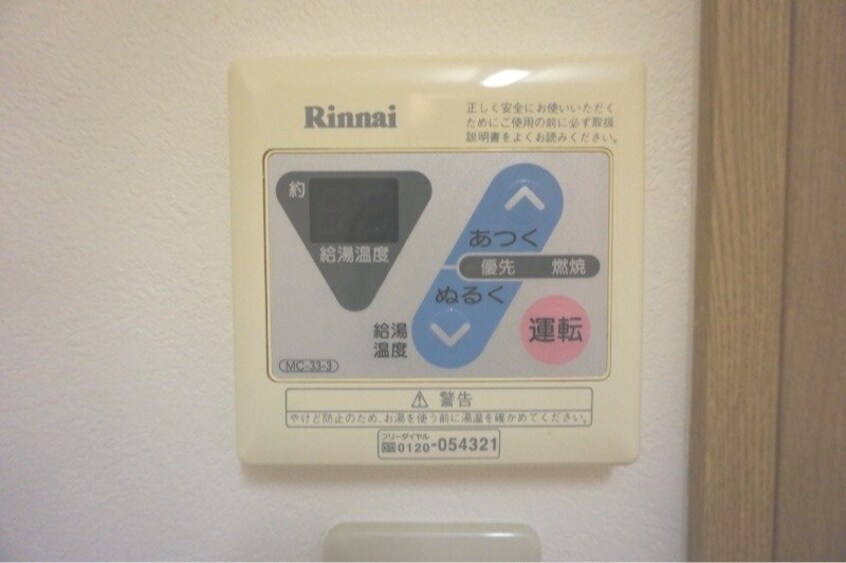 Rinnai
正しく安全にお使いいただく
ためにご使用の前に必ず取扱
説明書をよくお読みください。
約
給湯温度
あつく
優先 燃焼
ぬるく
給湯
温度
運転
MC-33-3
警告
やけど防止のため、お湯を使う前に湯温を確かめてください。
フリーダイヤル
0120-054321